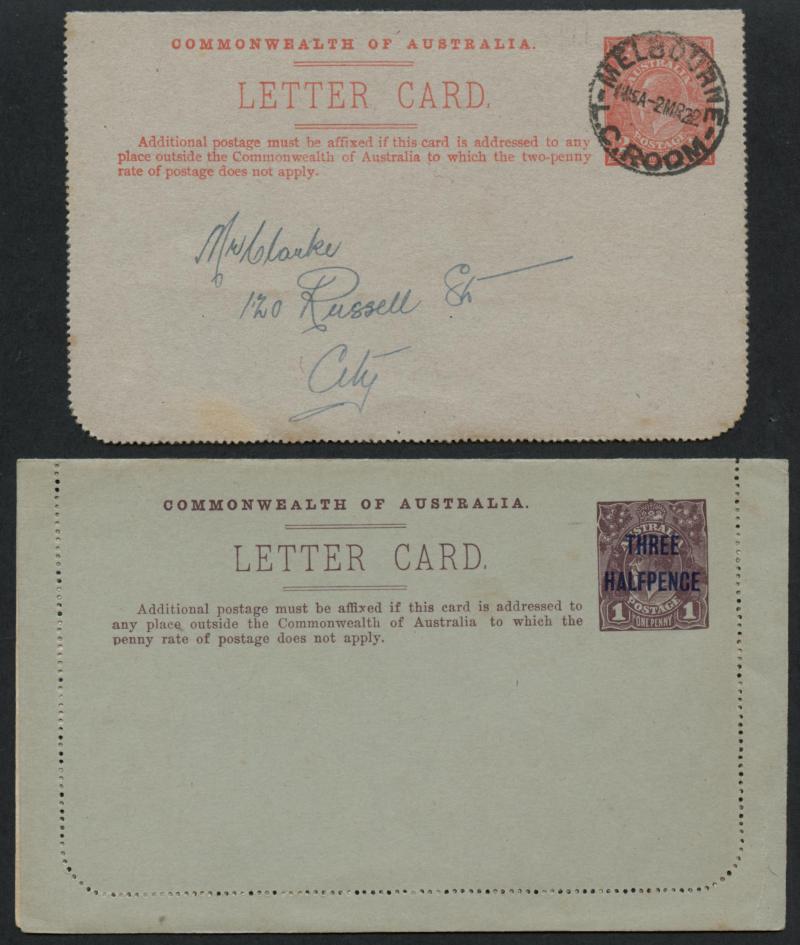 COMMONWEALTH OF AUSTRALIA.
LETTER CARD.
Additional postage must be affixed if this card is addressed to any
place outside the Commonwealth of Australia to which the two-penny
rate of postage does not apply.
AUSTRALIA
POSTAGE
MELBOURNE
-2MR22
L.C.ROOM
Mr Clarke
120 Russell St
City
COMMONWEALTH OF AUSTRALIA.
LETTER CARD.
Additional postage must be affixed if this card is addressed to
any place outside the Commonwealth of Australia to which the
penny rate of postage does not apply.
AUSTRALIA
THREE
HALFPENCE
1 POSTAGE 1
ONE PENNY